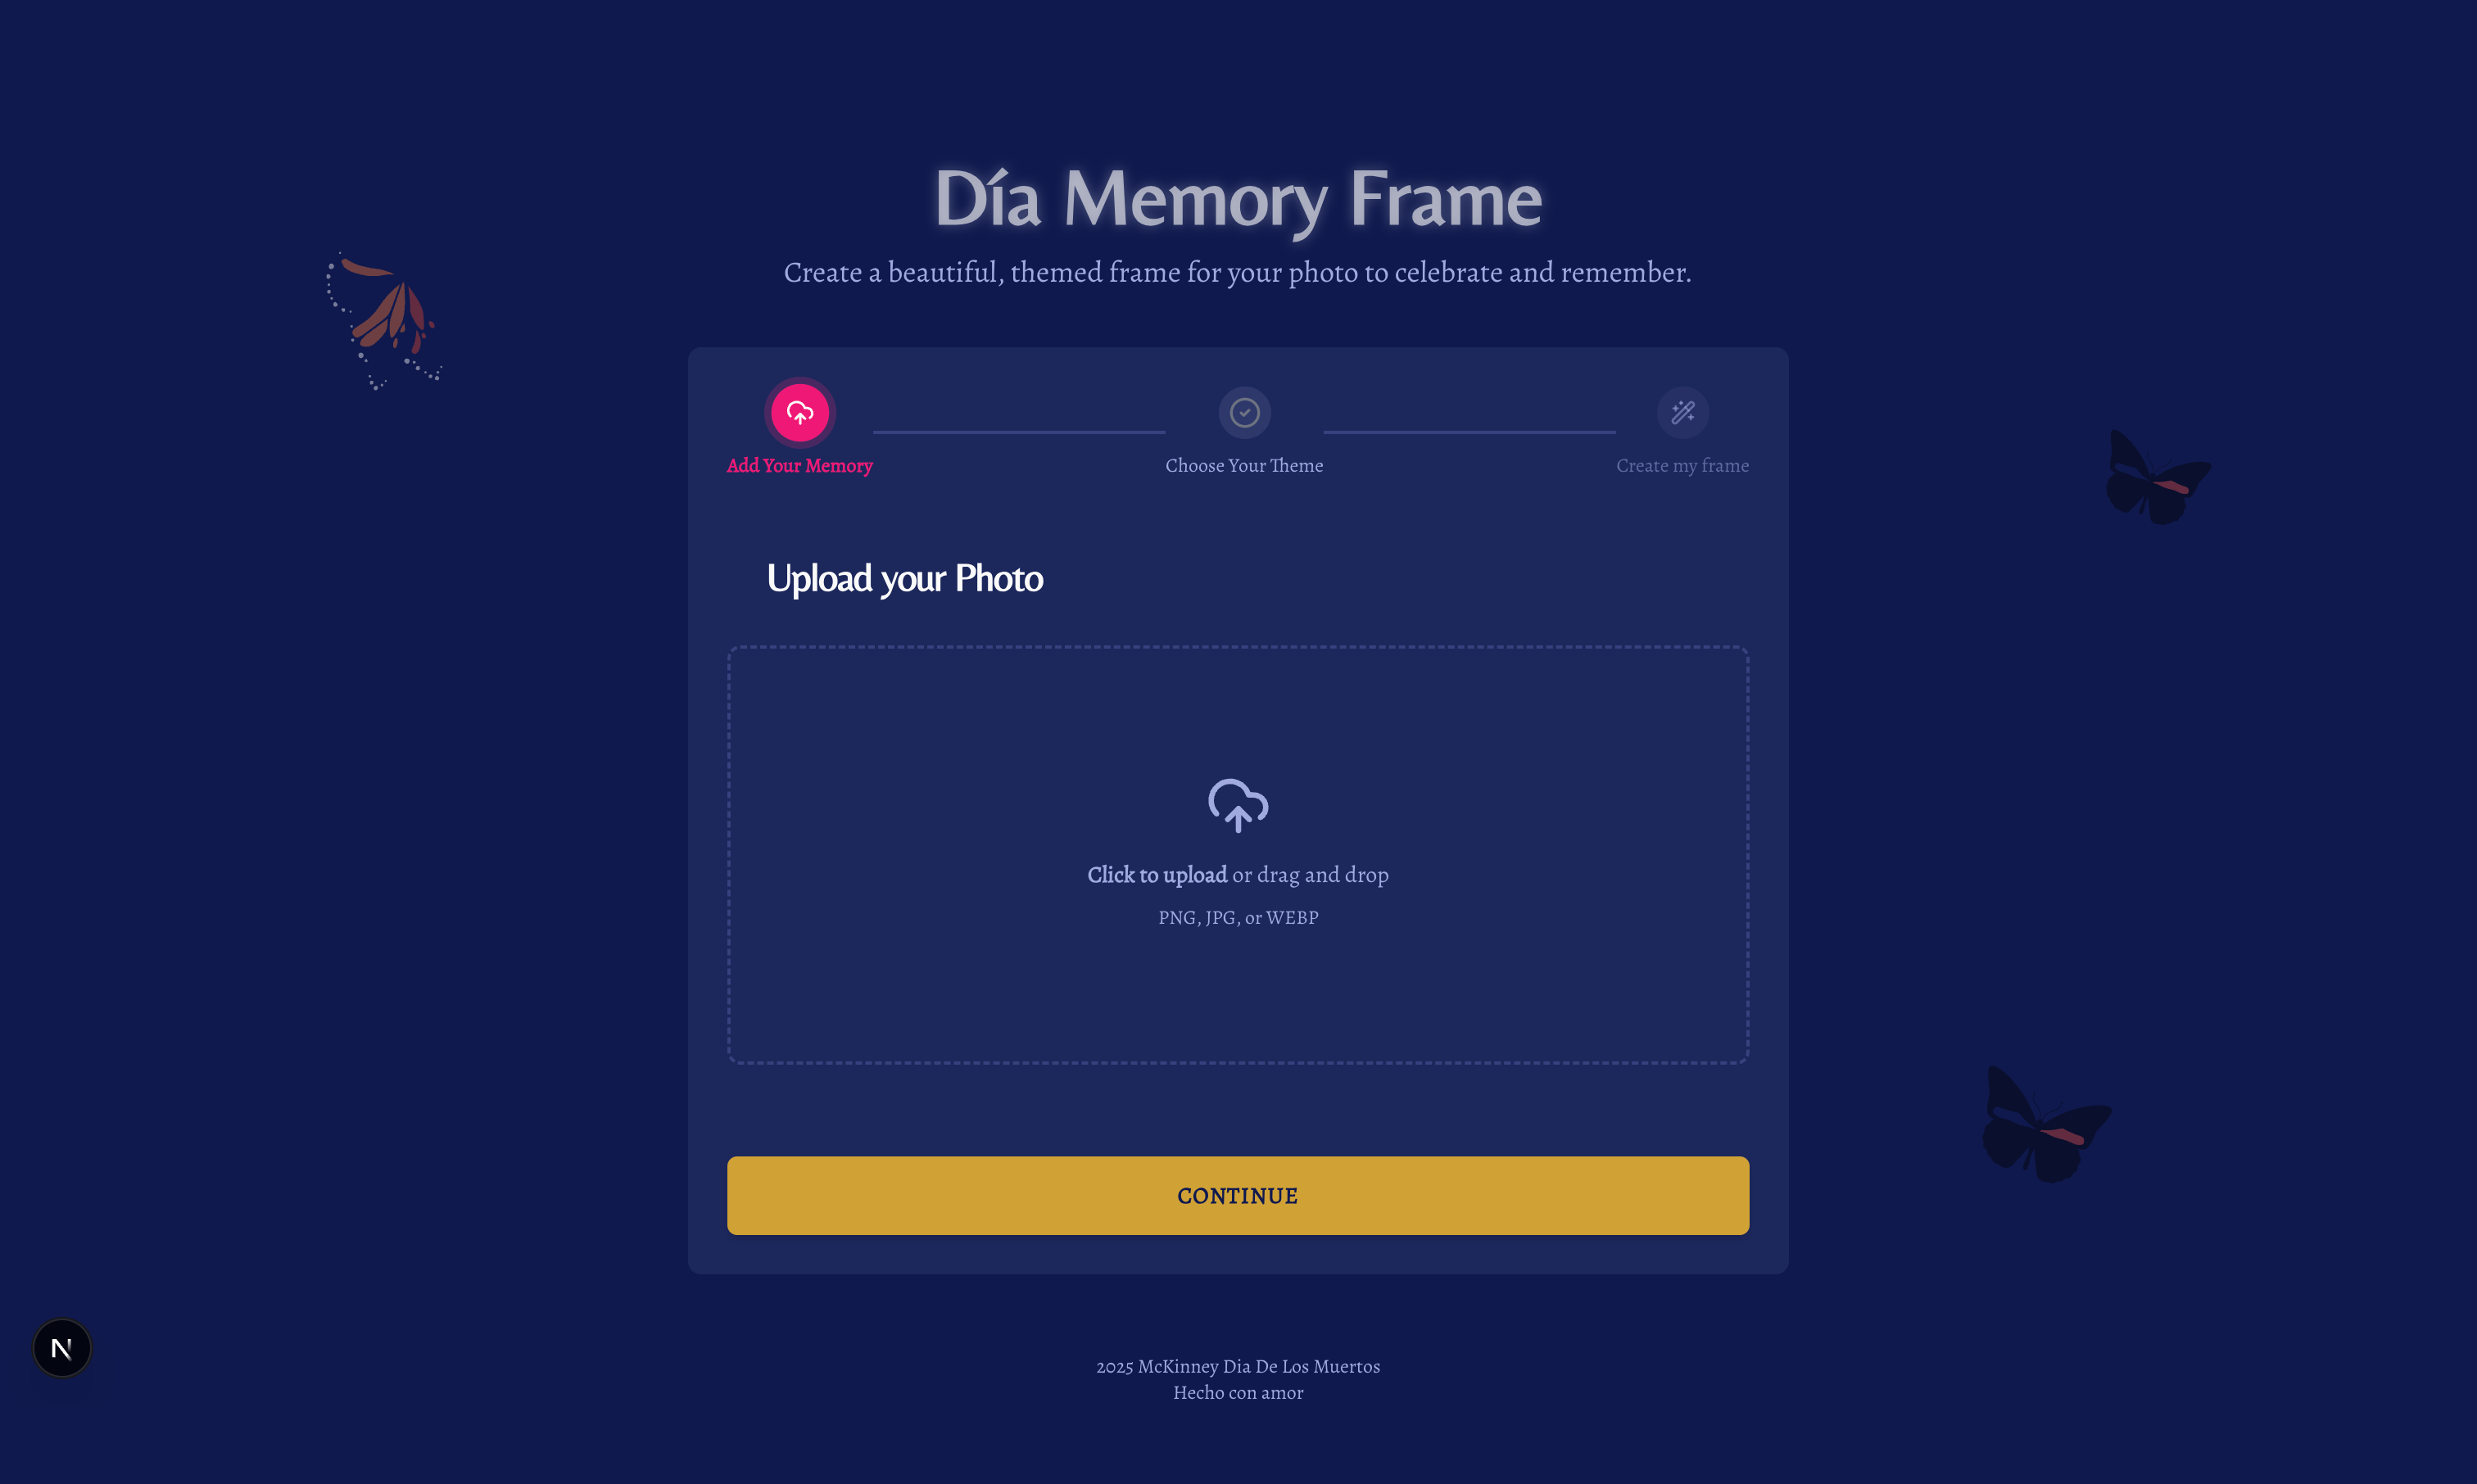 Día Memory Frame
Create a beautiful, themed frame for your photo to celebrate and remember.
Add Your Memory
Choose Your Theme
Create my frame
Upload your Photo
Click to upload or drag and drop
PNG, JPG, or WEBP
CONTINUE
N
2025 McKinney Dia De Los Muertos
Hecho con amor